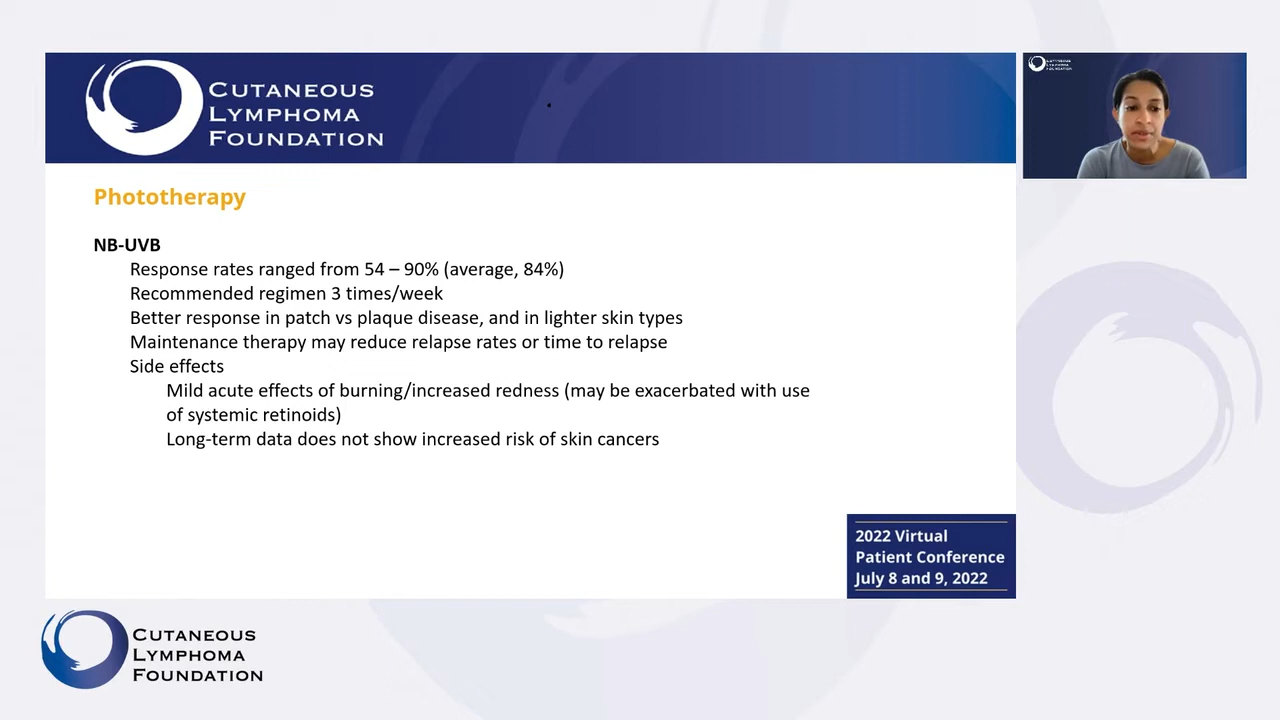 CUTANEOUS
LYMPHOMA
FOUNDATION
Phototherapy
NB-UVB
Response rates ranged from 54 – 90% (average, 84%)
Recommended regimen 3 times/week
Better response in patch vs plaque disease, and in lighter skin types
Maintenance therapy may reduce relapse rates or time to relapse
Side effects
Mild acute effects of burning/increased redness (may be exacerbated with use
of systemic retinoids)
Long-term data does not show increased risk of skin cancers
2022 Virtual
Patient Conference
July 8 and 9, 2022
CUTANEOUS
LYMPHOMA
FOUNDATION
CUTANEOUS
LYMPHOMA
FOUNDATION